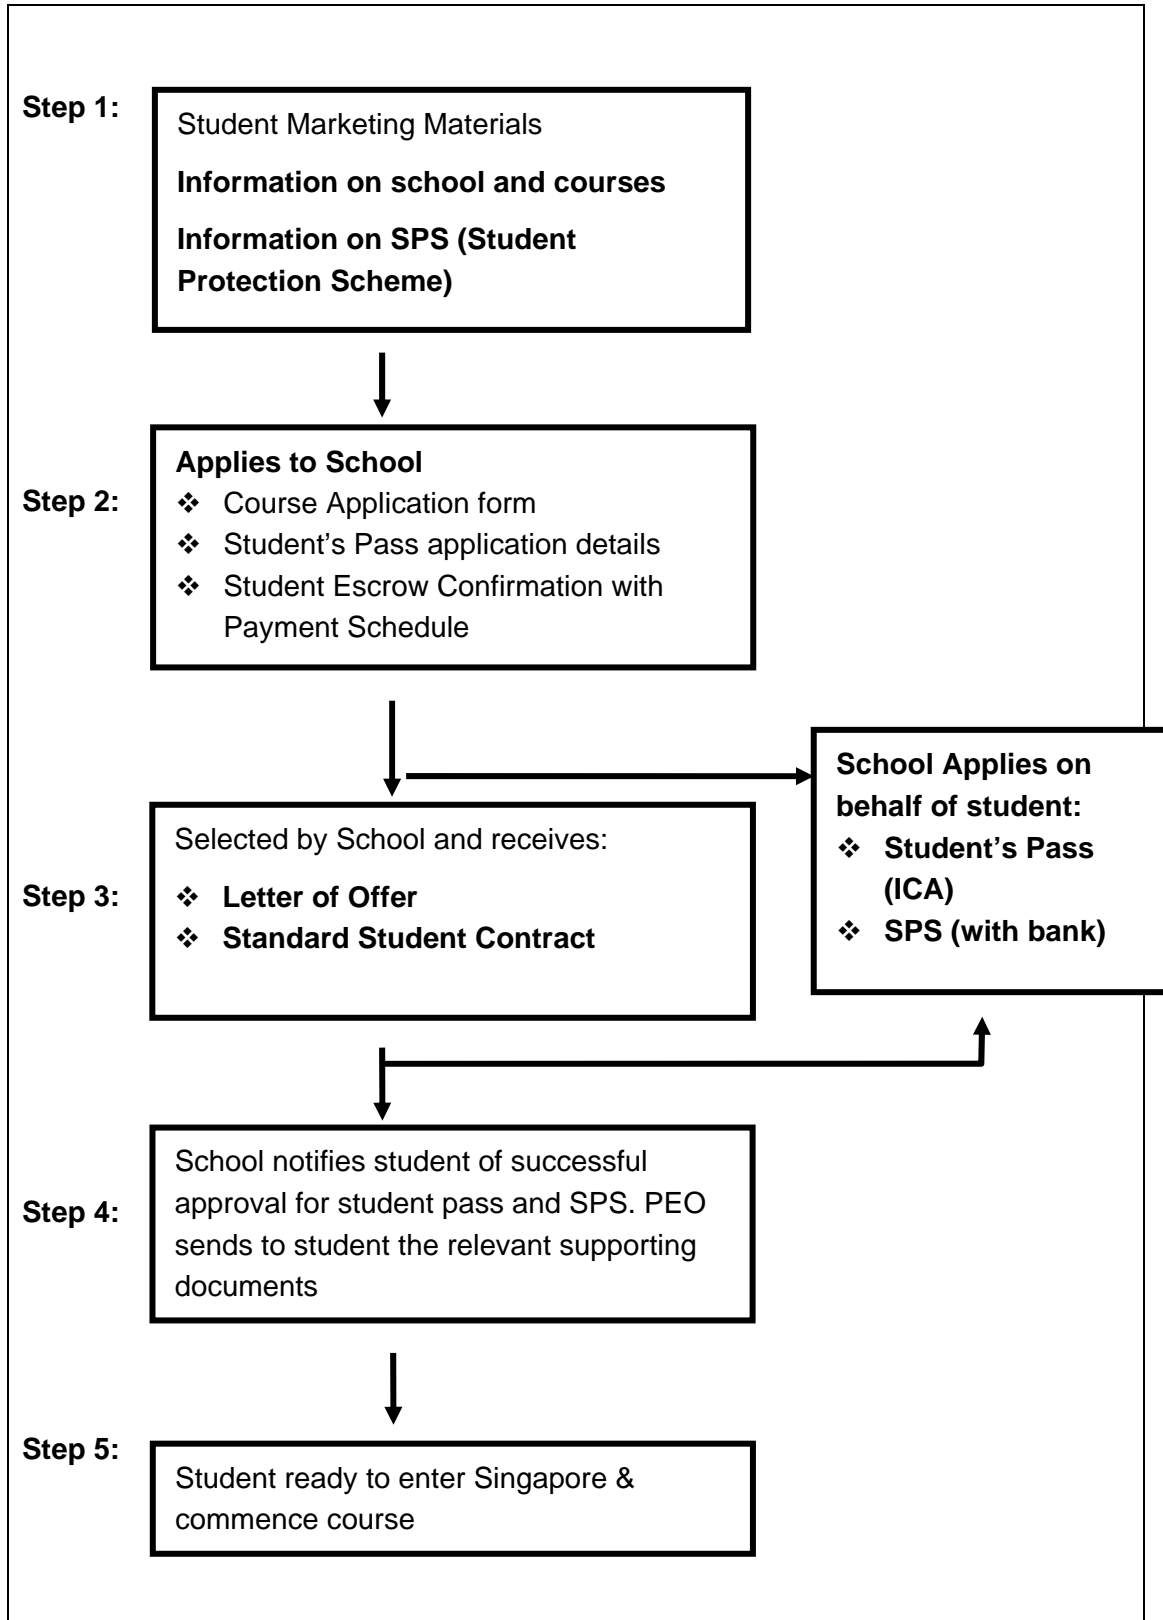 Step 1:
Student Marketing Materials
Information on school and courses
Information on SPS (Student
Protection Scheme)
Step 2:
Applies to School
❖ Course Application form
❖ Student’s Pass application details
❖ Student Escrow Confirmation with
Payment Schedule
School Applies on
behalf of student:
❖ Student’s Pass
(ICA)
❖ SPS (with bank)
Step 3:
Selected by School and receives:
❖ Letter of Offer
❖ Standard Student Contract
Step 4:
School notifies student of successful
approval for student pass and SPS. PEO
sends to student the relevant supporting
documents
Step 5:
Student ready to enter Singapore &
commence course